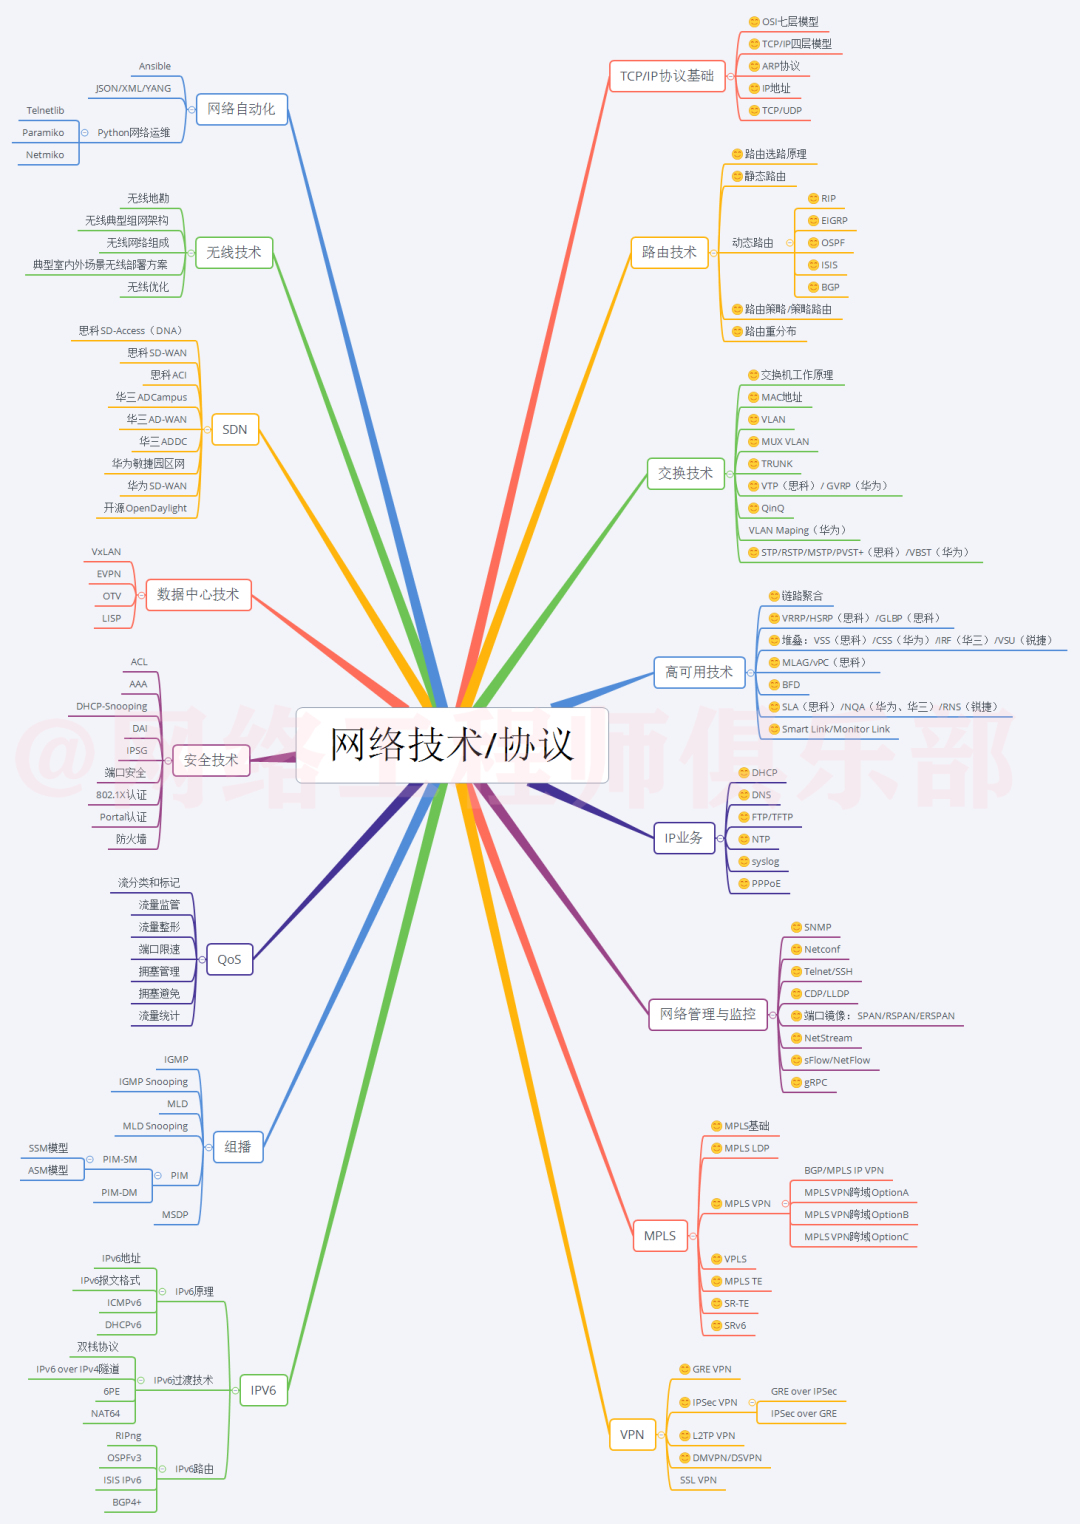 网络技术/协议
TCP/IP协议基础
OSI七层模型
TCP/IP四层模型
ARP协议
IP地址
TCP/UDP
路由技术
路由选路原理
静态路由
动态路由
RIP
EIGRP
OSPF
ISIS
BGP
路由策略/策略路由
路由重分布
交换技术
交换机工作原理
MAC地址
VLAN
MUX VLAN
TRUNK
VTP（思科）/ GVRP（华为）
QinQ
VLAN Maping（华为）
STP/RSTP/MSTP/PVST+（思科）/VBST（华为）
高可用技术
链路聚合
VRRP/HSRP（思科）/GLBP（思科）
堆叠：VSS（思科）/CSS（华为）/IRF（华三）/VSU（锐捷）
MLAG/vPC（思科）
BFD
SLA（思科）/NQA（华为、华三）/RNS（锐捷）
Smart Link/Monitor Link
IP业务
DHCP
DNS
FTP/TFTP
NTP
syslog
PPPoE
网络管理与监控
SNMP
Netconf
Telnet/SSH
CDP/LLDP
端口镜像：SPAN/RSPAN/ERSPAN
NetStream
sFlow/NetFlow
gRPC
MPLS
MPLS基础
MPLS LDP
MPLS VPN
BGP/MPLS IP VPN
MPLS VPN跨域OptionA
MPLS VPN跨域OptionB
MPLS VPN跨域OptionC
VPLS
MPLS TE
SR-TE
SRv6
VPN
GRE VPN
IPSec VPN
GRE over IPSec
IPSec over GRE
L2TP VPN
DMVPN/DSVPN
SSL VPN
网络自动化
Ansible
JSON/XML/YANG
Python网络运维
Telnetlib
Paramiko
Netmiko
无线技术
无线地勘
无线典型组网架构
无线网络组成
典型室内外场景无线部署方案
无线优化
SDN
思科SD-Access（DNA）
思科SD-WAN
思科ACI
华三ADCampus
华三AD-WAN
华三ADDC
华为敏捷园区网
华为SD-WAN
开源OpenDaylight
数据中心技术
VxLAN
EVPN
OTV
LISP
安全技术
ACL
AAA
DHCP-Snooping
DAI
IPSG
端口安全
802.1X认证
Portal认证
防火墙
QoS
流分类和标记
流量监管
流量整形
端口限速
拥塞管理
拥塞避免
流量统计
组播
IGMP
IGMP Snooping
MLD
MLD Snooping
PIM
PIM-SM
SSM模型
ASM模型
PIM-DM
MSDP
IPV6
IPv6原理
IPv6地址
IPv6报文格式
ICMPv6
DHCPv6
IPv6过渡技术
双栈协议
IPv6 over IPv4隧道
6PE
NAT64
IPv6路由
RIPng
OSPFv3
ISIS IPv6
BGP4+
@网络工程师俱乐部